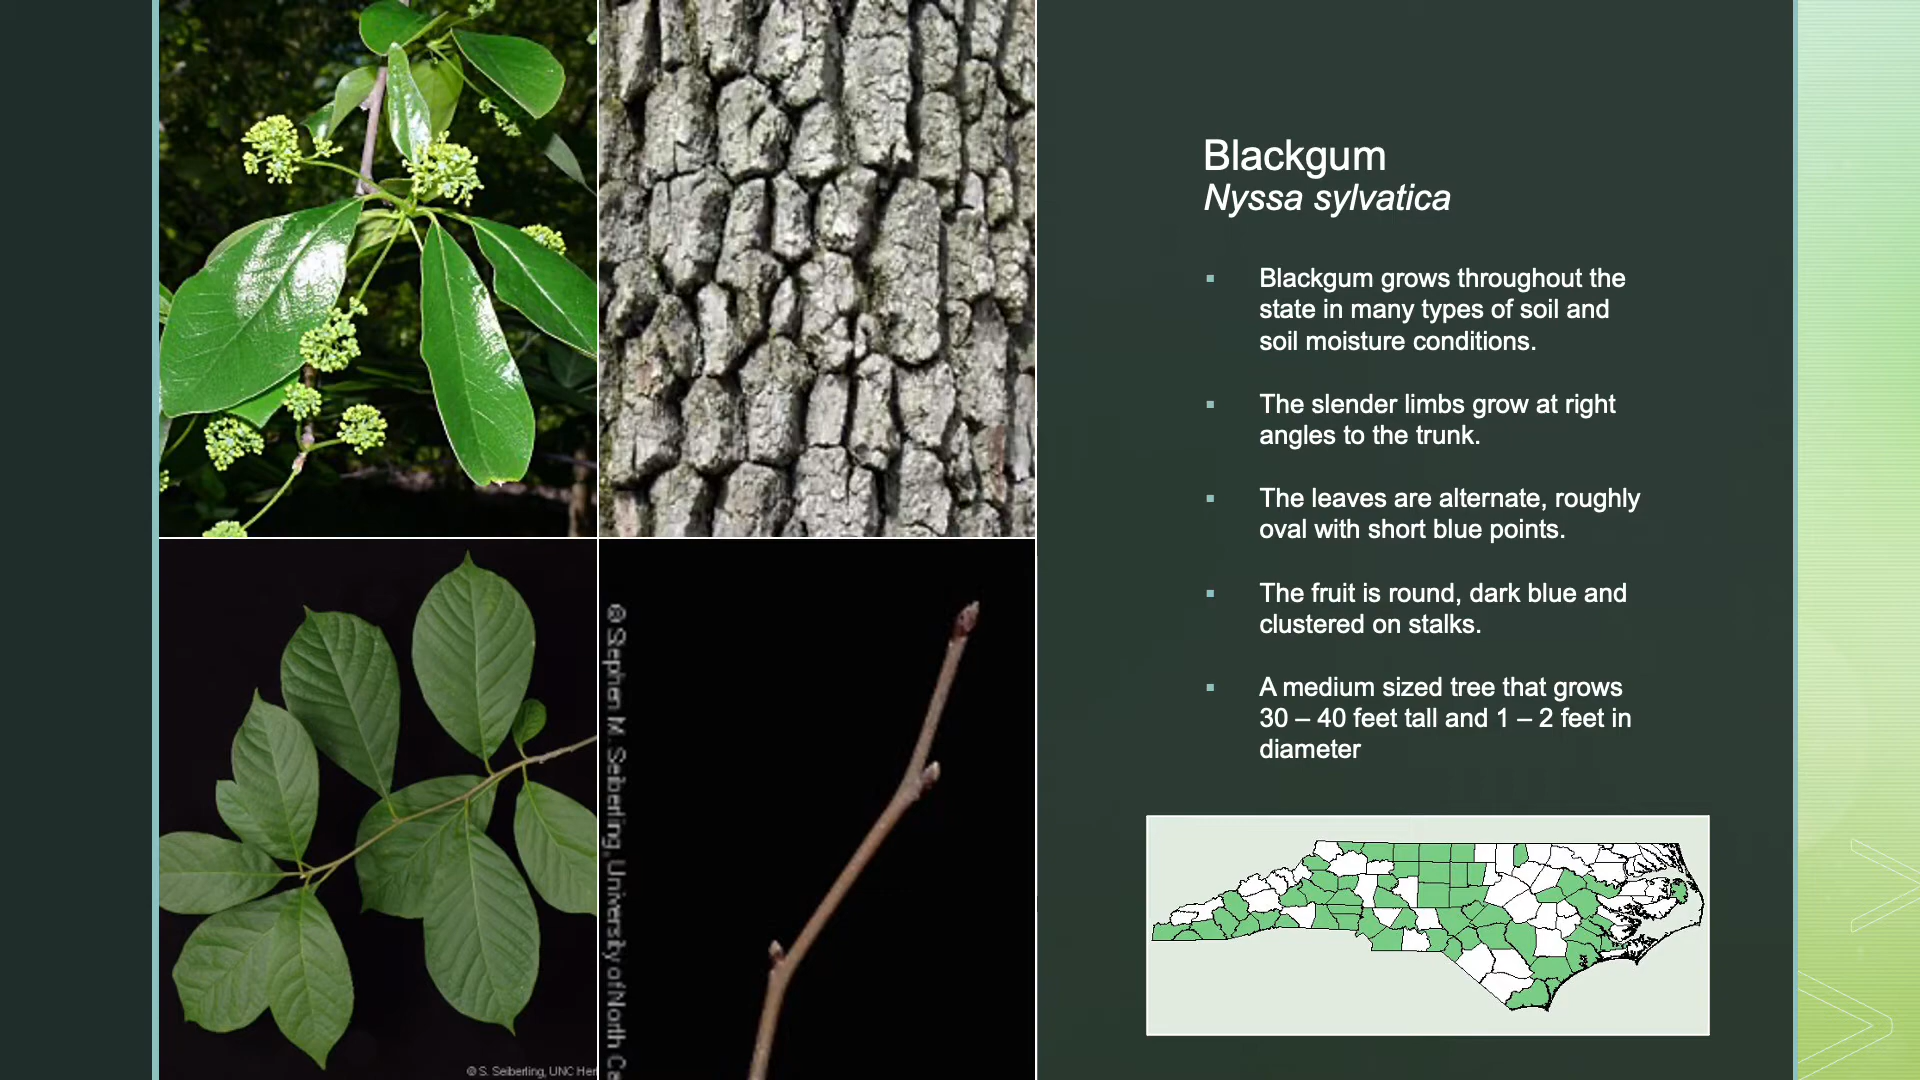 Blackgum
Nyssa sylvatica
▪ Blackgum grows throughout the
state in many types of soil and
soil moisture conditions.
▪ The slender limbs grow at right
angles to the trunk.
▪ The leaves are alternate, roughly
oval with short blue points.
▪ The fruit is round, dark blue and
clustered on stalks.
▪ A medium sized tree that grows
30 – 40 feet tall and 1 – 2 feet in
diameter
© Stephen M. Seiberling, University of North Ca
© S. Seiberling, UNC Her